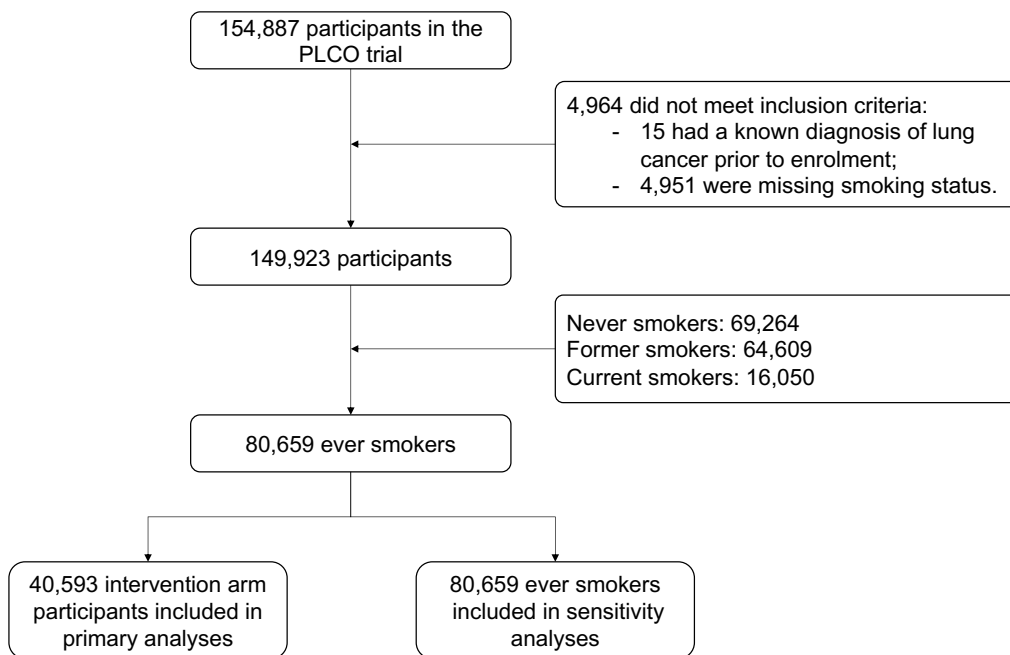 154,887 participants in the
PLCO trial
4,964 did not meet inclusion criteria:
- 15 had a known diagnosis of lung
cancer prior to enrolment;
- 4,951 were missing smoking status.
149,923 participants
Never smokers: 69,264
Former smokers: 64,609
Current smokers: 16,050
80,659 ever smokers
40,593 intervention arm
participants included in
primary analyses
80,659 ever smokers
included in sensitivity
analyses